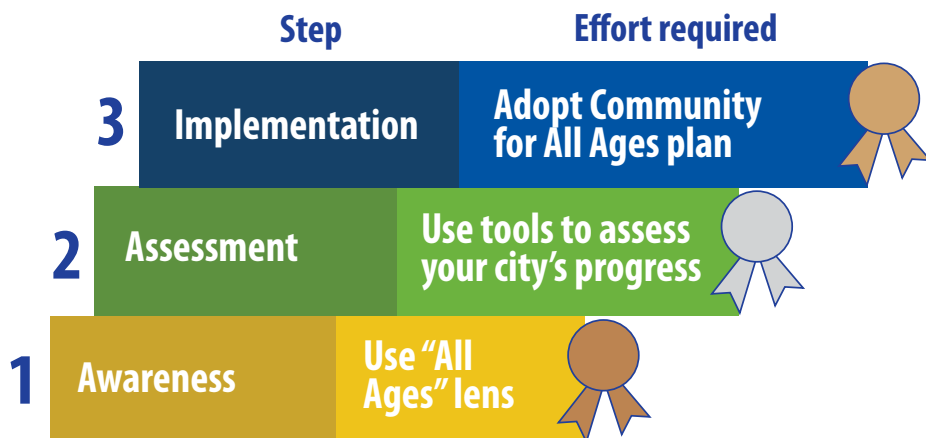 Step Effort required
3 Implementation Adopt Community
for All Ages plan
2 Assessment Use tools to assess
your city’s progress
1 Awareness Use “All
Ages” lens